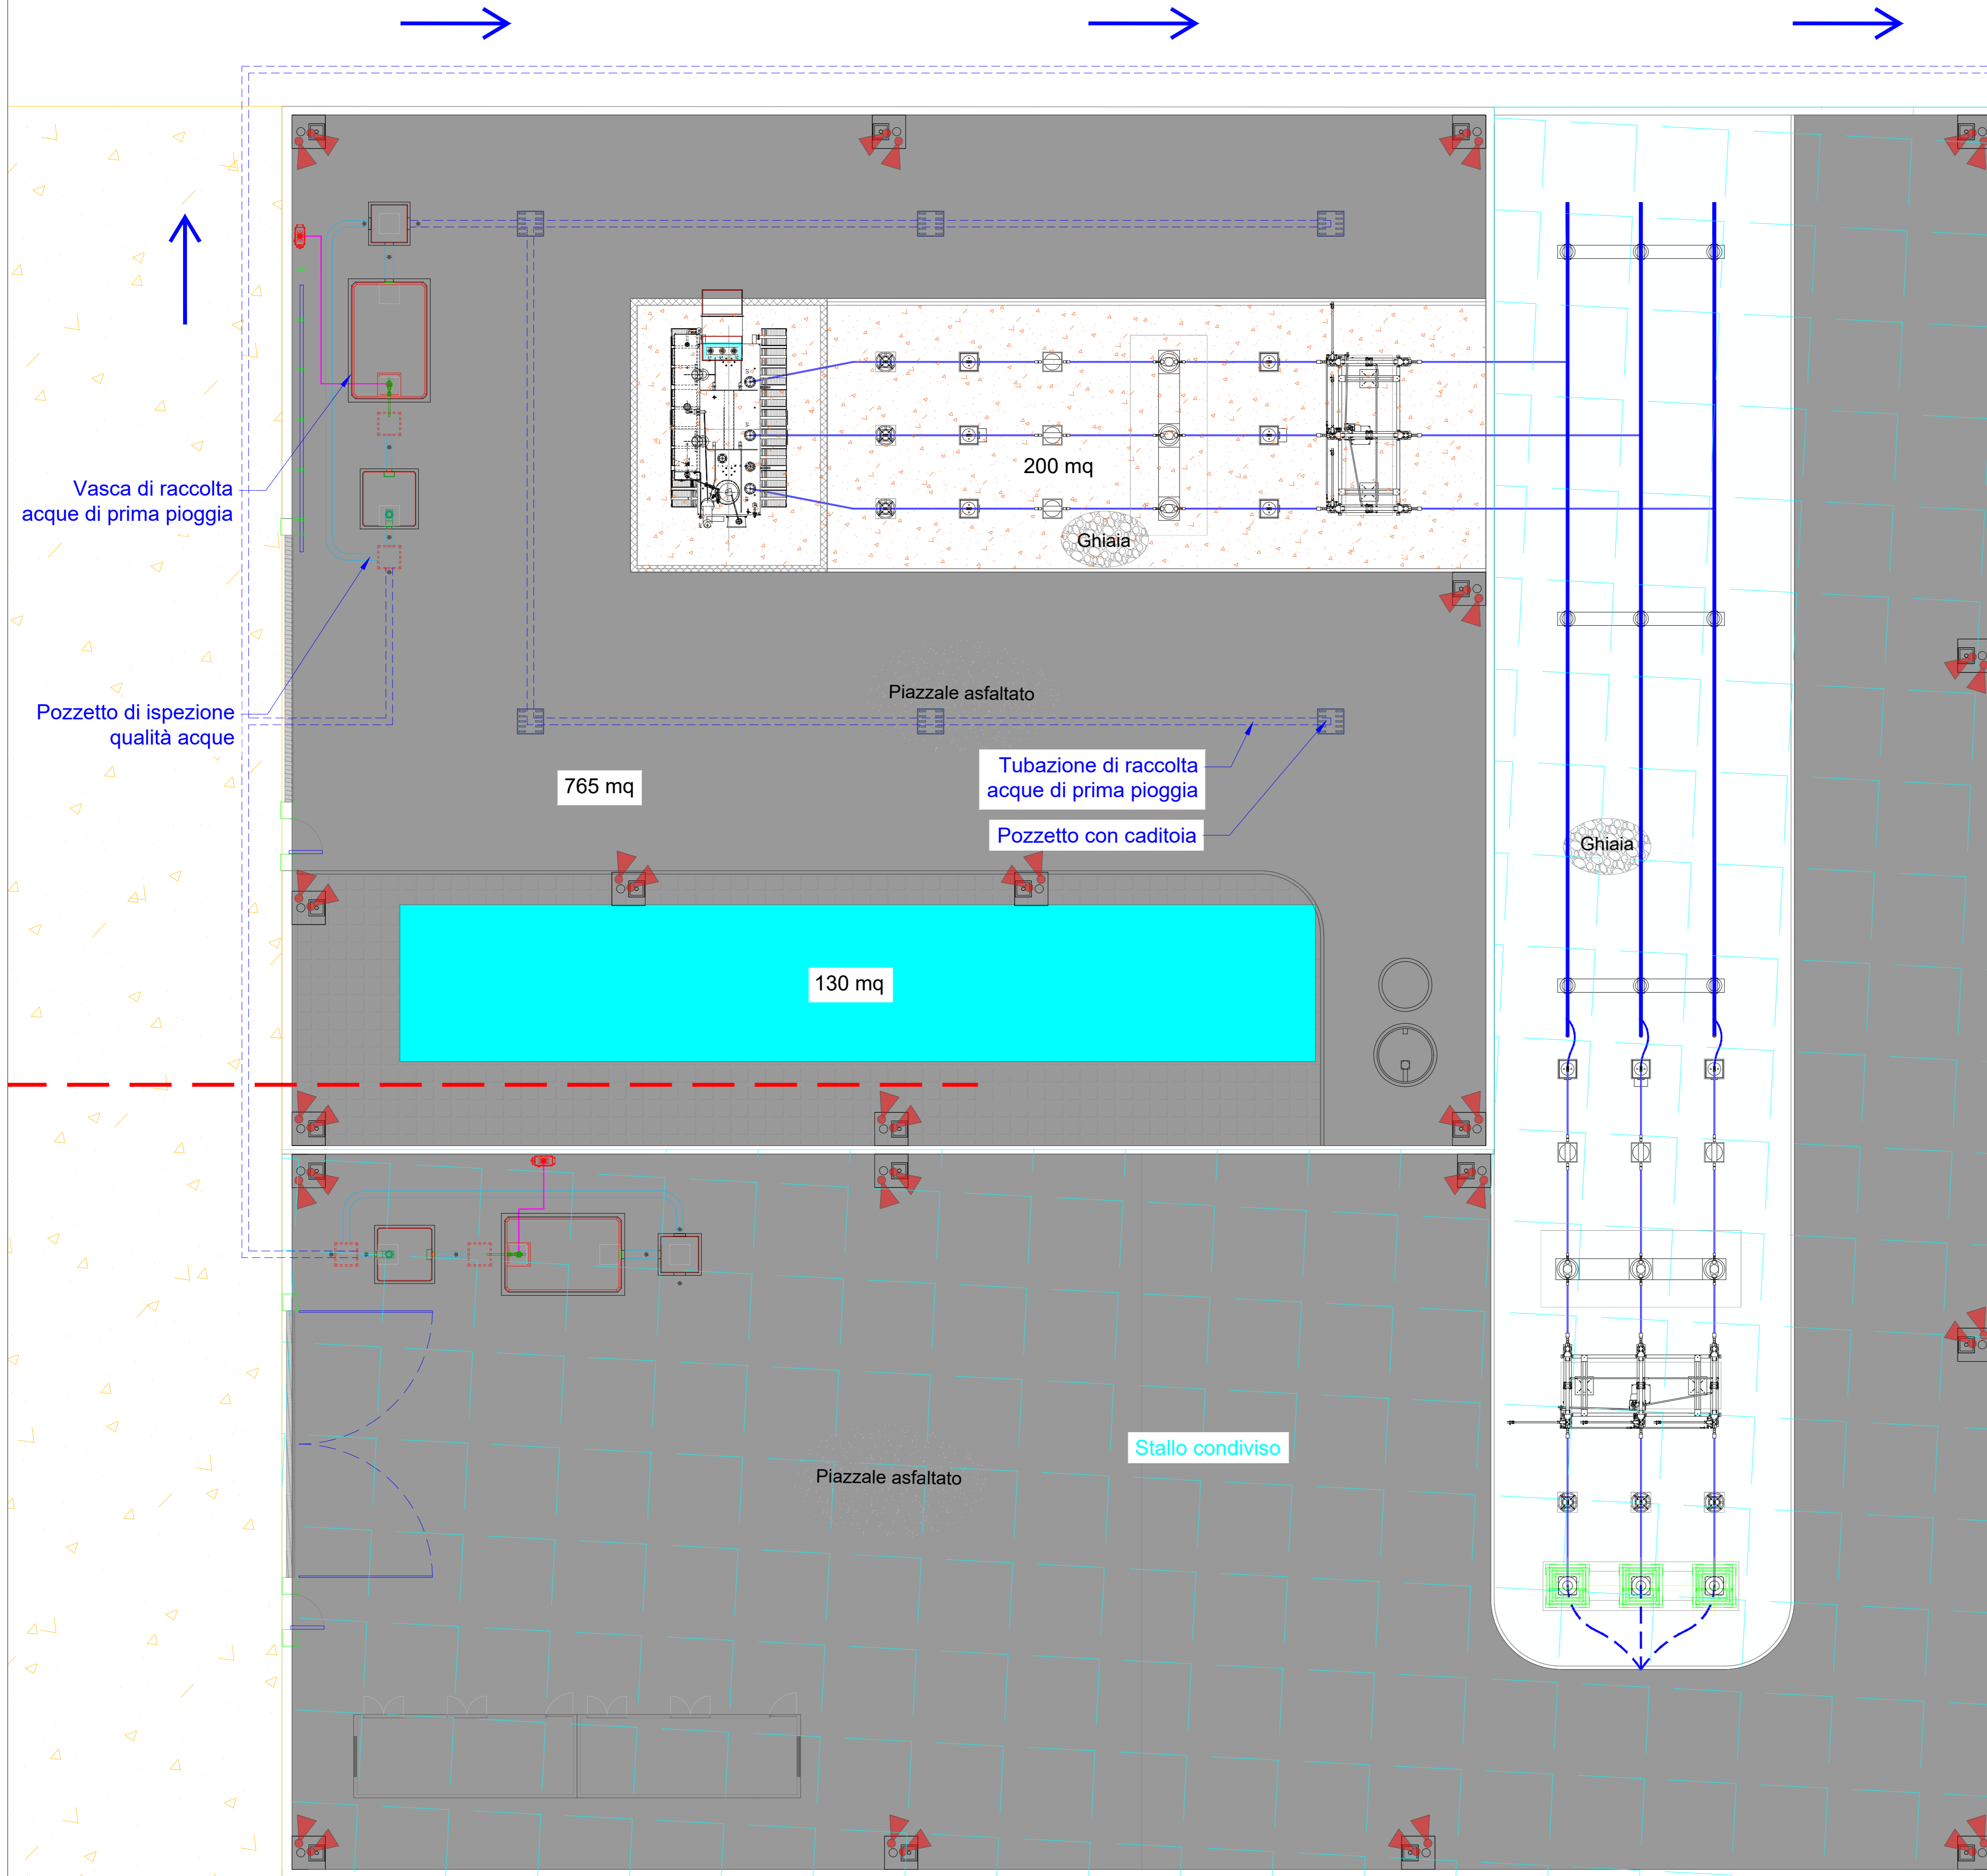 200 mq
Ghiaia
Vasca di raccolta
acque di prima pioggia
Piazzale asfaltato
Pozzetto di ispezione
qualità acque
Tubazione di raccolta
acque di prima pioggia
765 mq
Pozzetto con caditoia
Ghiaia
130 mq
Stallo condiviso
Piazzale asfaltato